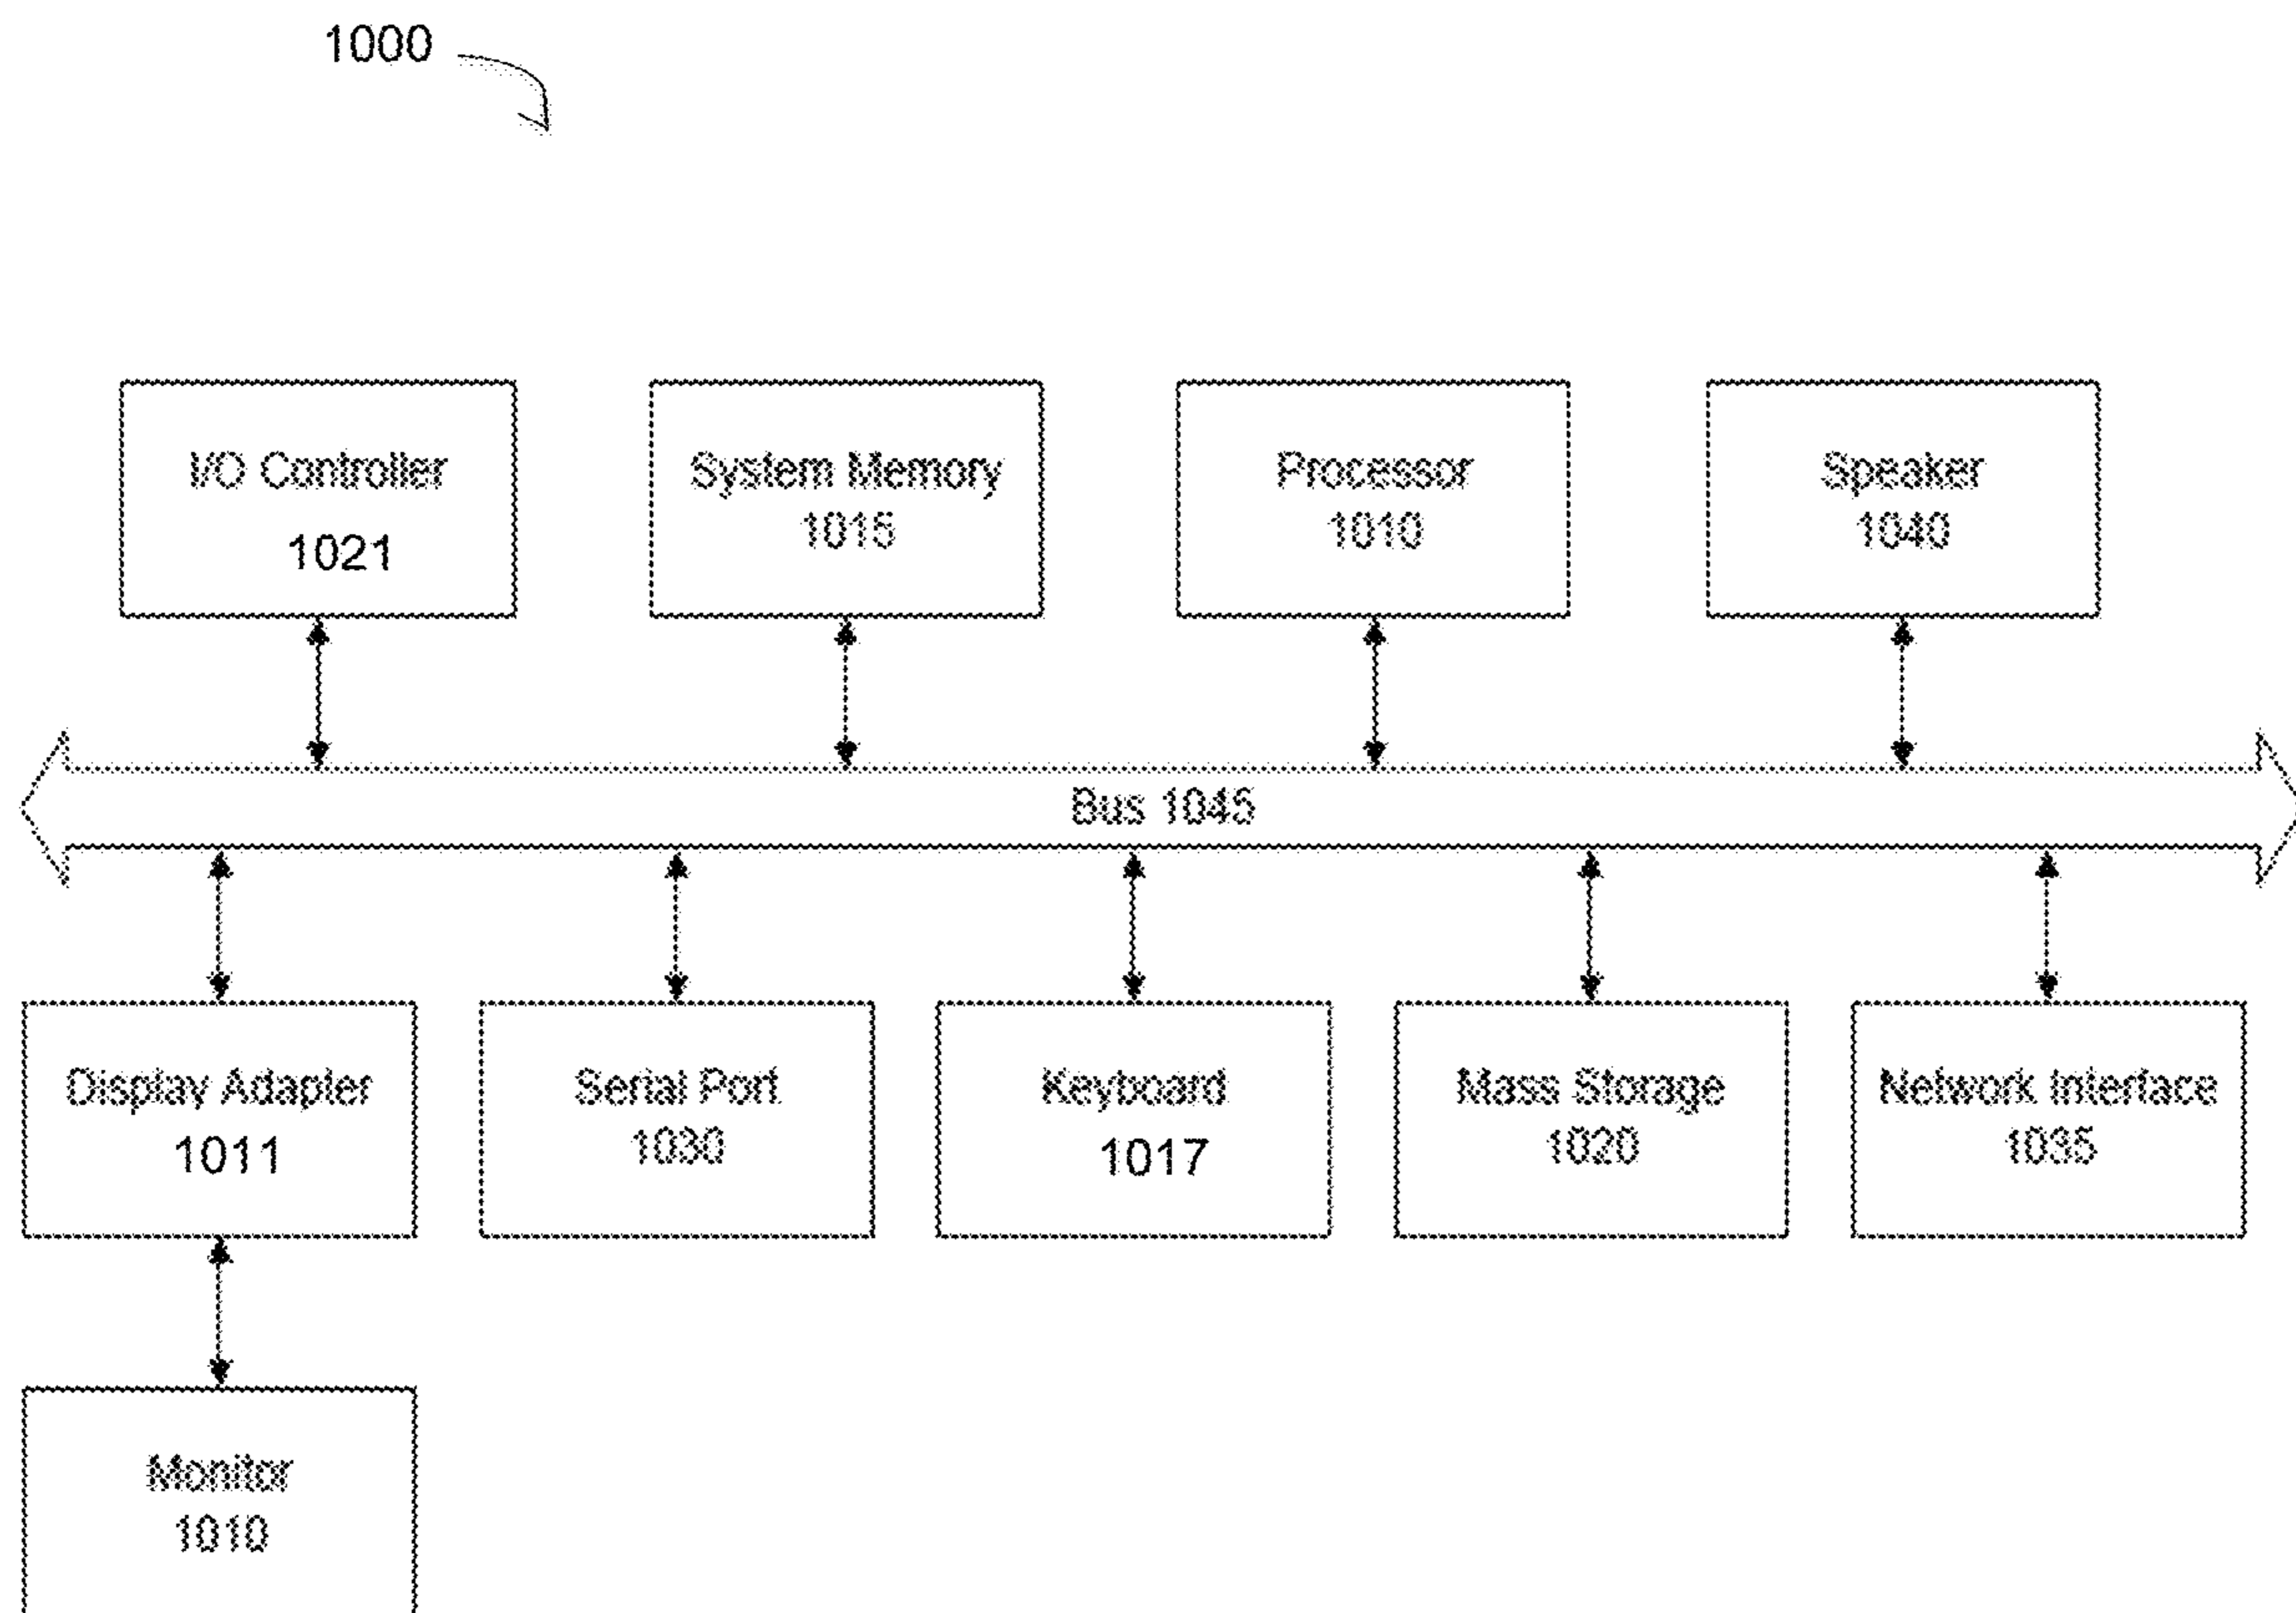 1000
I/O Controller
1021
System Memory
1015
Processor
1010
Speaker
1040
Bus 1045
Display Adapter
1011
Serial Port
1030
Keyboard
1017
Mass Storage
1020
Network Interface
1035
Monitor
1010